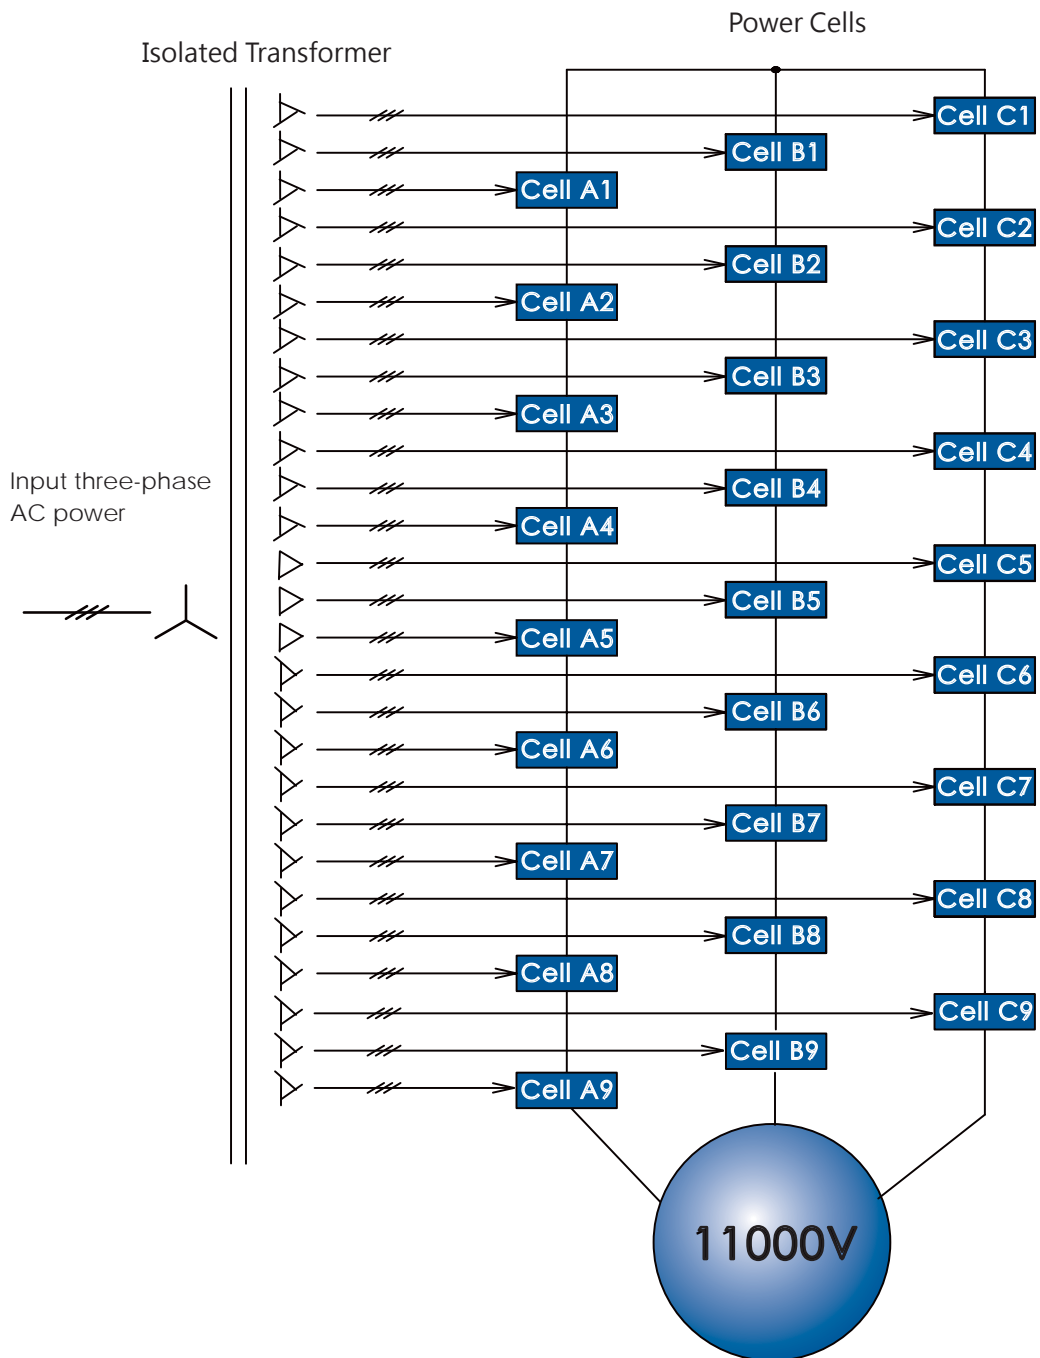 Power Cells
Isolated Transformer
Cell C1
Cell B1
Cell A1
Cell C2
Cell B2
Cell A2
Cell C3
Cell B3
Cell A3
Cell C4
Input three-phase
AC power
Cell B4
Cell A4
Cell C5
Cell B5
Cell A5
Cell C6
Cell B6
Cell A6
Cell C7
Cell B7
Cell A7
Cell C8
Cell B8
Cell A8
Cell C9
Cell B9
Cell A9
11000V